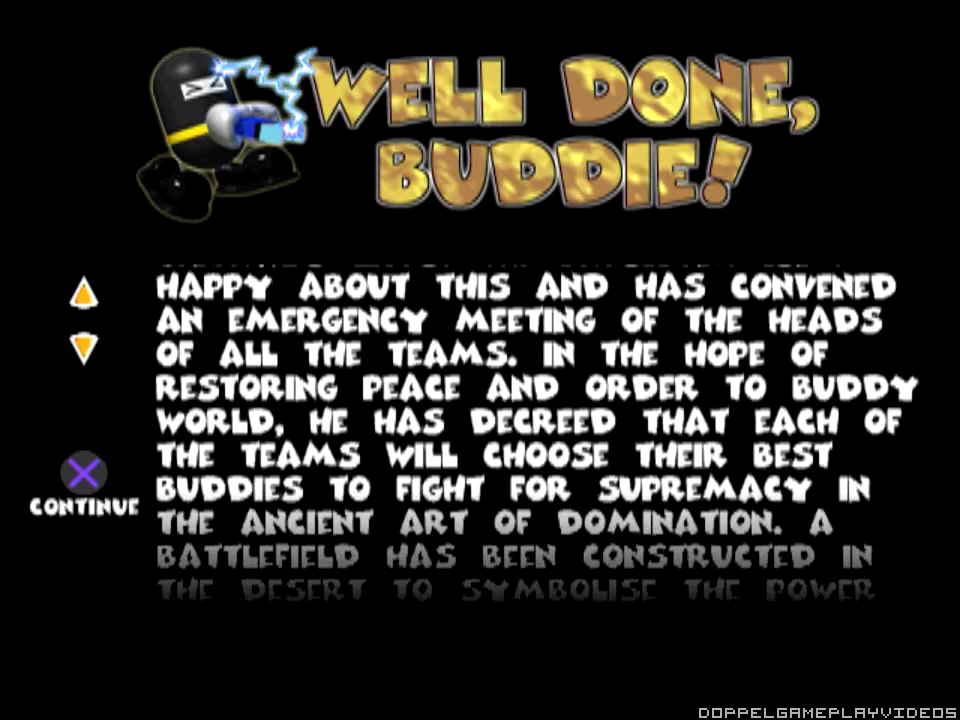 WELL DONE,
BUDDIE!
HAPPY ABOUT THIS AND HAS CONVENED
AN EMERGENCY MEETING OF THE HEADS
OF ALL THE TEAMS. IN THE HOPE OF
RESTORING PEACE AND ORDER TO BUDDY
WORLD, HE HAS DECREED THAT EACH OF
THE TEAMS WILL CHOOSE THEIR BEST
BUDDIES TO FIGHT FOR SUPREMACY IN
THE ANCIENT ART OF DOMINATION. A
BATTLEFIELD HAS BEEN CONSTRUCTED IN
THE DESERT TO SYMBOLISE THE POWER
CONTINUE
DOPPELGAMEPLAYVIDEOS